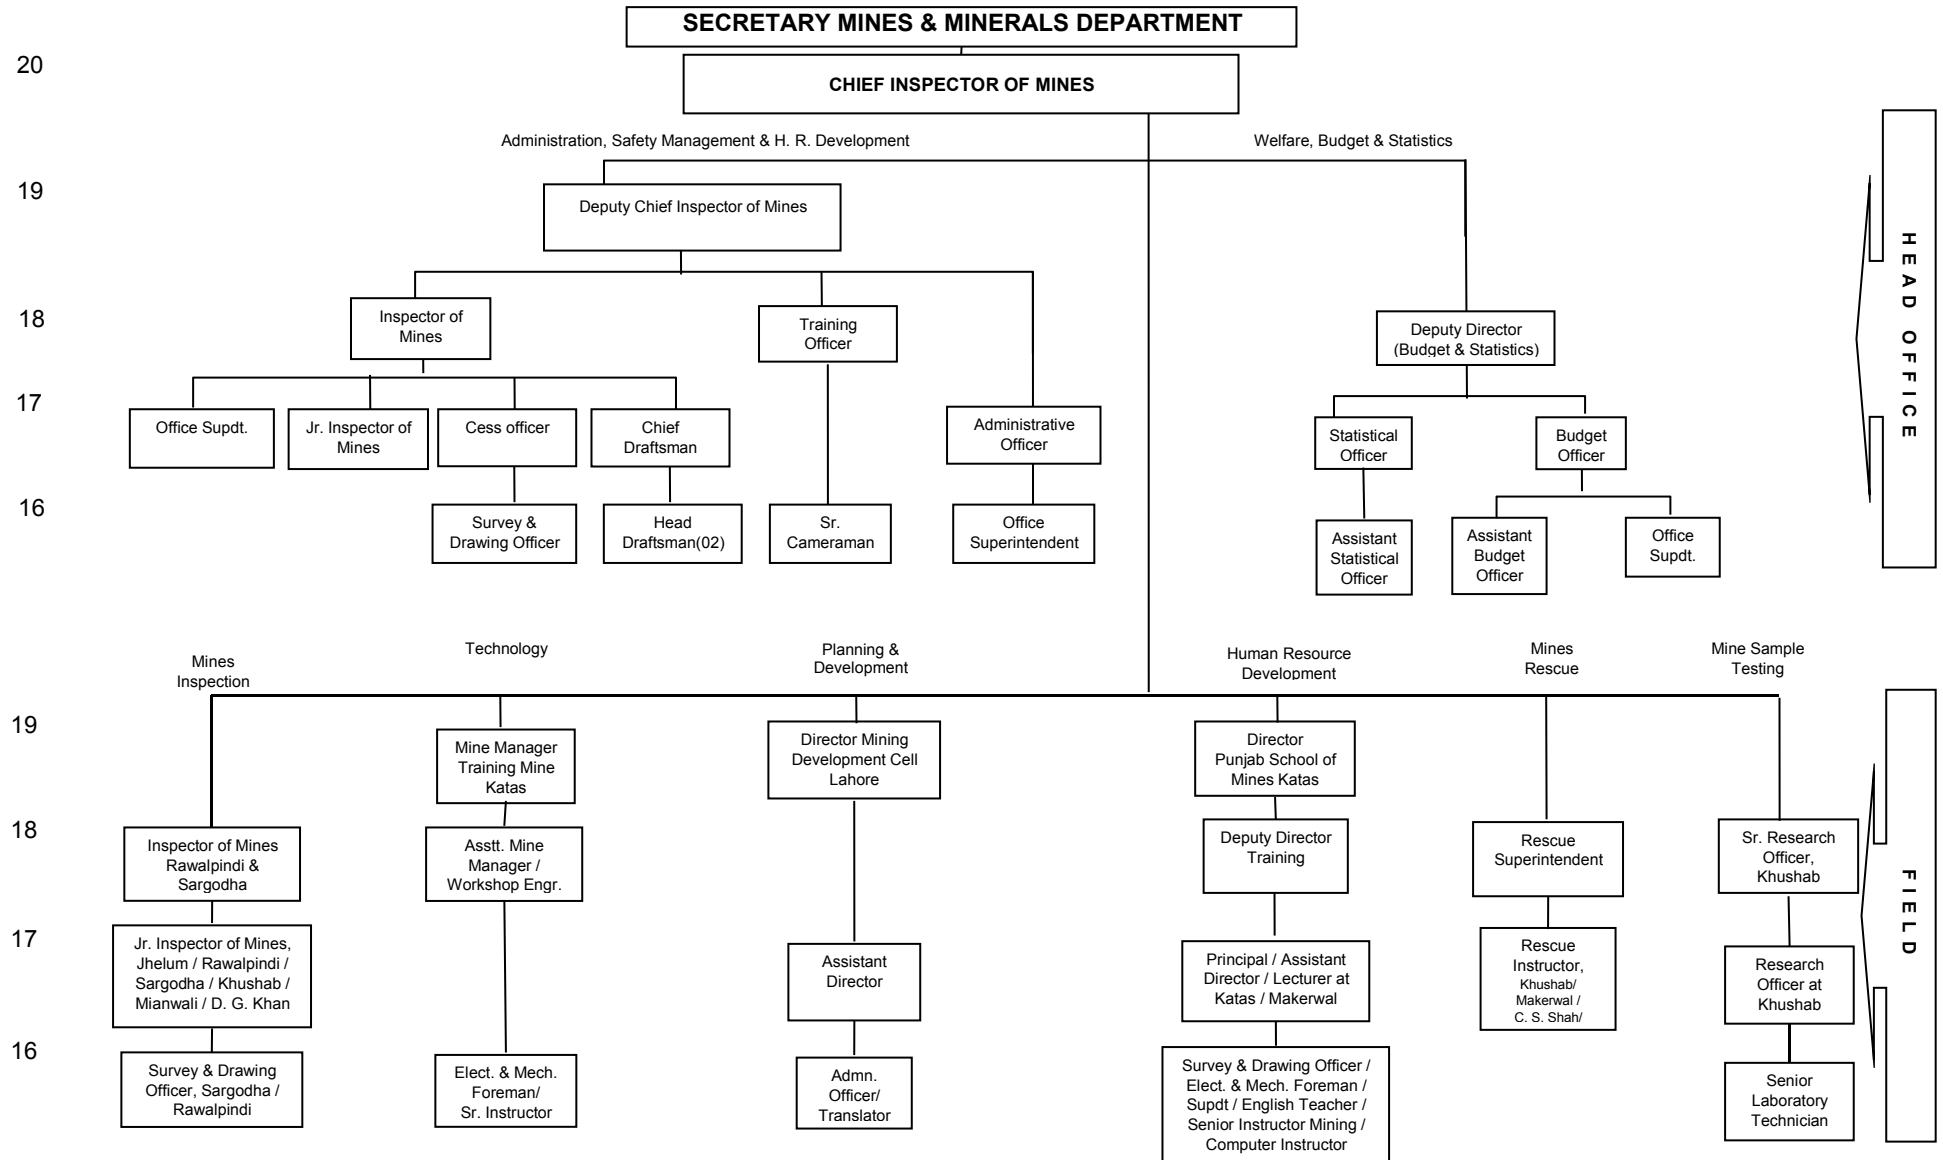 SECRETARY MINES & MINERALS DEPARTMENT
20
CHIEF INSPECTOR OF MINES
Administration, Safety Management & H. R. Development
Welfare, Budget & Statistics
19
Deputy Chief Inspector of Mines
18
Inspector of
Mines
Training
Officer
Deputy Director
(Budget & Statistics)
17
Office Supdt.
Jr. Inspector of
Mines
Cess officer
Chief
Draftsman
Administrative
Officer
Statistical
Officer
Budget
Officer
16
Survey &
Drawing Officer
Head
Draftsman(02)
Sr.
Cameraman
Office
Superintendent
Assistant
Statistical
Officer
Assistant
Budget
Officer
Office
Supdt.
HEAD OFFICE
Mines
Inspection
Technology
Planning &
Development
Human Resource
Development
Mines
Rescue
Mine Sample
Testing
19
Mine Manager
Training Mine
Katas
Director Mining
Development Cell
Lahore
Director
Punjab School of
Mines Katas
18
Inspector of Mines
Rawalpindi &
Sargodha
Asstt. Mine
Manager /
Workshop Engr.
Deputy Director
Training
Rescue
Superintendent
Sr. Research
Officer,
Khushab
17
Jr. Inspector of Mines,
Jhelum / Rawalpindi /
Sargodha / Khushab /
Mianwali / D. G. Khan
Assistant
Director
Principal / Assistant
Director / Lecturer at
Katas / Makerwal
Rescue
Instructor,
Khushab/
Makerwal /
C. S. Shah/
Research
Officer at
Khushab
16
Survey & Drawing
Officer, Sargodha /
Rawalpindi
Elect. & Mech.
Foreman/
Sr. Instructor
Admn.
Officer/
Translator
Survey & Drawing Officer /
Elect. & Mech. Foreman /
Supdt / English Teacher /
Senior Instructor Mining /
Computer Instructor
Senior
Laboratory
Technician
FIELD